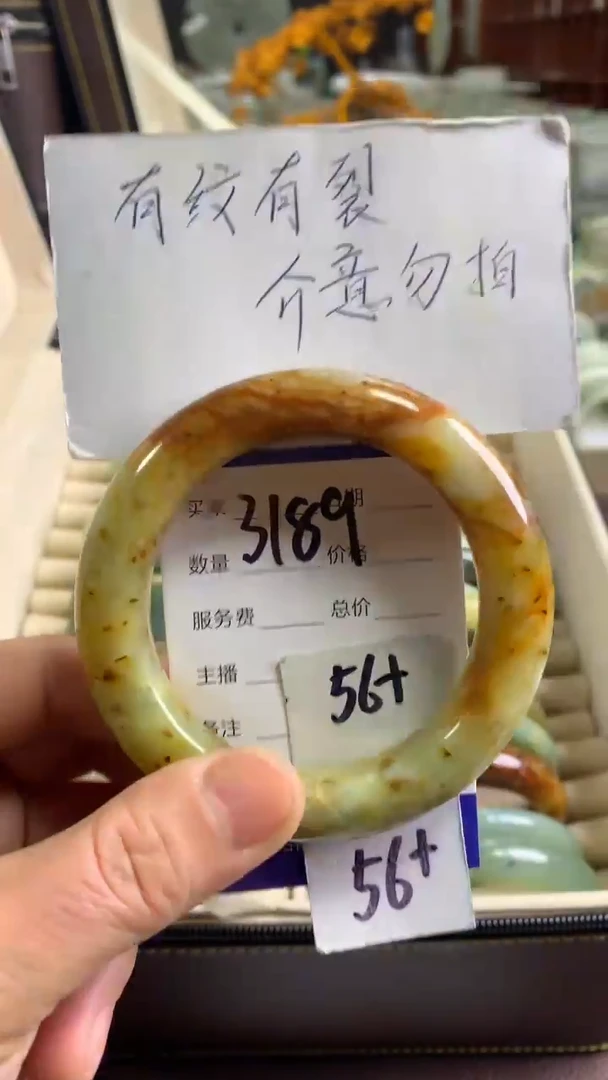 有纹有裂
介意勿拍
买家
3189
数量 价格
服务费 总价
主播
56+
备注
56+